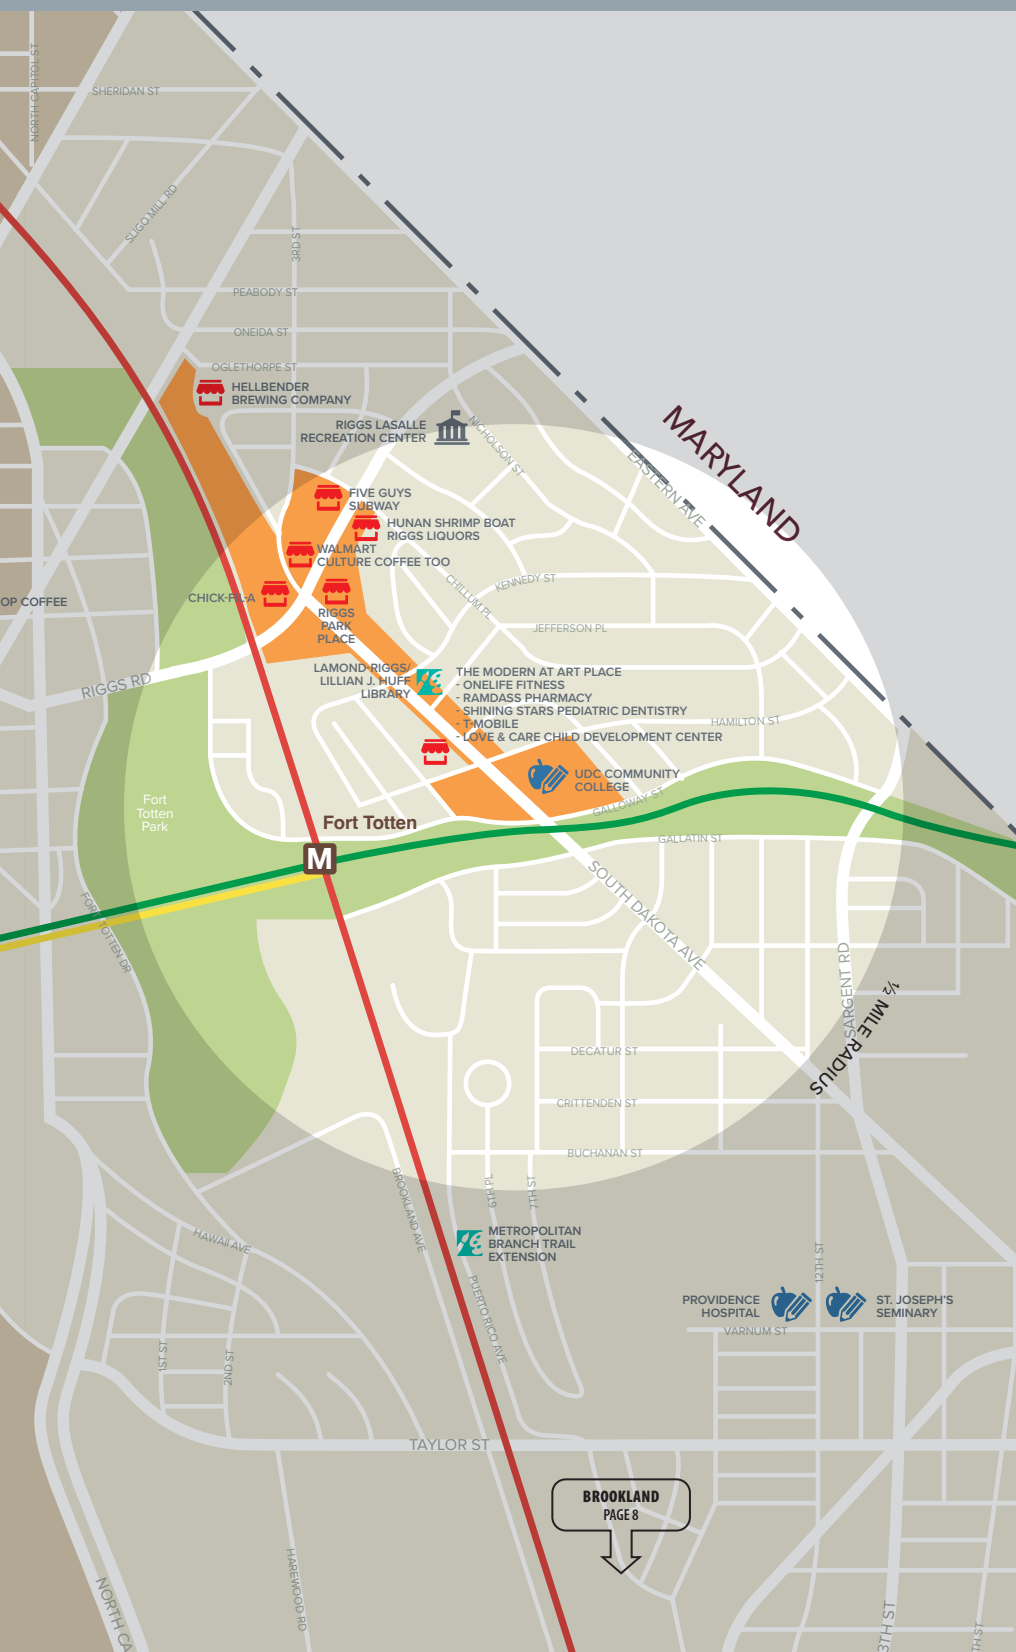 NORTH CAPITOL ST
SHERIDAN ST
SLIGO MILL RD
3RD ST
PEABODY ST
ONEIDA ST
OGLETHORPE ST
HELLBENDER
BREWING COMPANY
RIGGS LASALLE
RECREATION CENTER
NICHOLSON ST
MARYLAND
EASTERN AVE
FIVE GUYS
SUBWAY
HUNAN SHRIMP BOAT
RIGGS LIQUORS
WALMART
CULTURE COFFEE TOO
CHICK-FIL-A
OP COFFEE
RIGGS
PARK
PLACE
CHILLUM PL
KENNEDY ST
JEFFERSON PL
RIGGS RD
LAMOND-RIGGS/
LILLIAN J. HUFF
LIBRARY
THE MODERN AT ART PLACE
- ONELIFE FITNESS
- RAMDASS PHARMACY
- SHINING STARS PEDIATRIC DENTISTRY
- T-MOBILE
- LOVE & CARE CHILD DEVELOPMENT CENTER
HAMILTON ST
UDC COMMUNITY
COLLEGE
GALLOWAY ST
Fort
Totten
Park
Fort Totten
M
GALLATIN ST
SOUTH DAKOTA AVE
FORT TOTTEN DR
SARGENT RD
½ MILE RADIUS
DECATUR ST
CRITTENDEN ST
BUCHANAN ST
BROOKLAND AVE
6TH PL
7TH ST
METROPOLITAN
BRANCH TRAIL
EXTENSION
HAWAII AVE
PUERTO RICO AVE
12TH ST
PROVIDENCE
HOSPITAL
ST. JOSEPH'S
SEMINARY
VARNUM ST
1ST ST
2ND ST
TAYLOR ST
BROOKLAND
PAGE 8
HAREWOOD RD
NORTH CA
3TH ST
TH ST